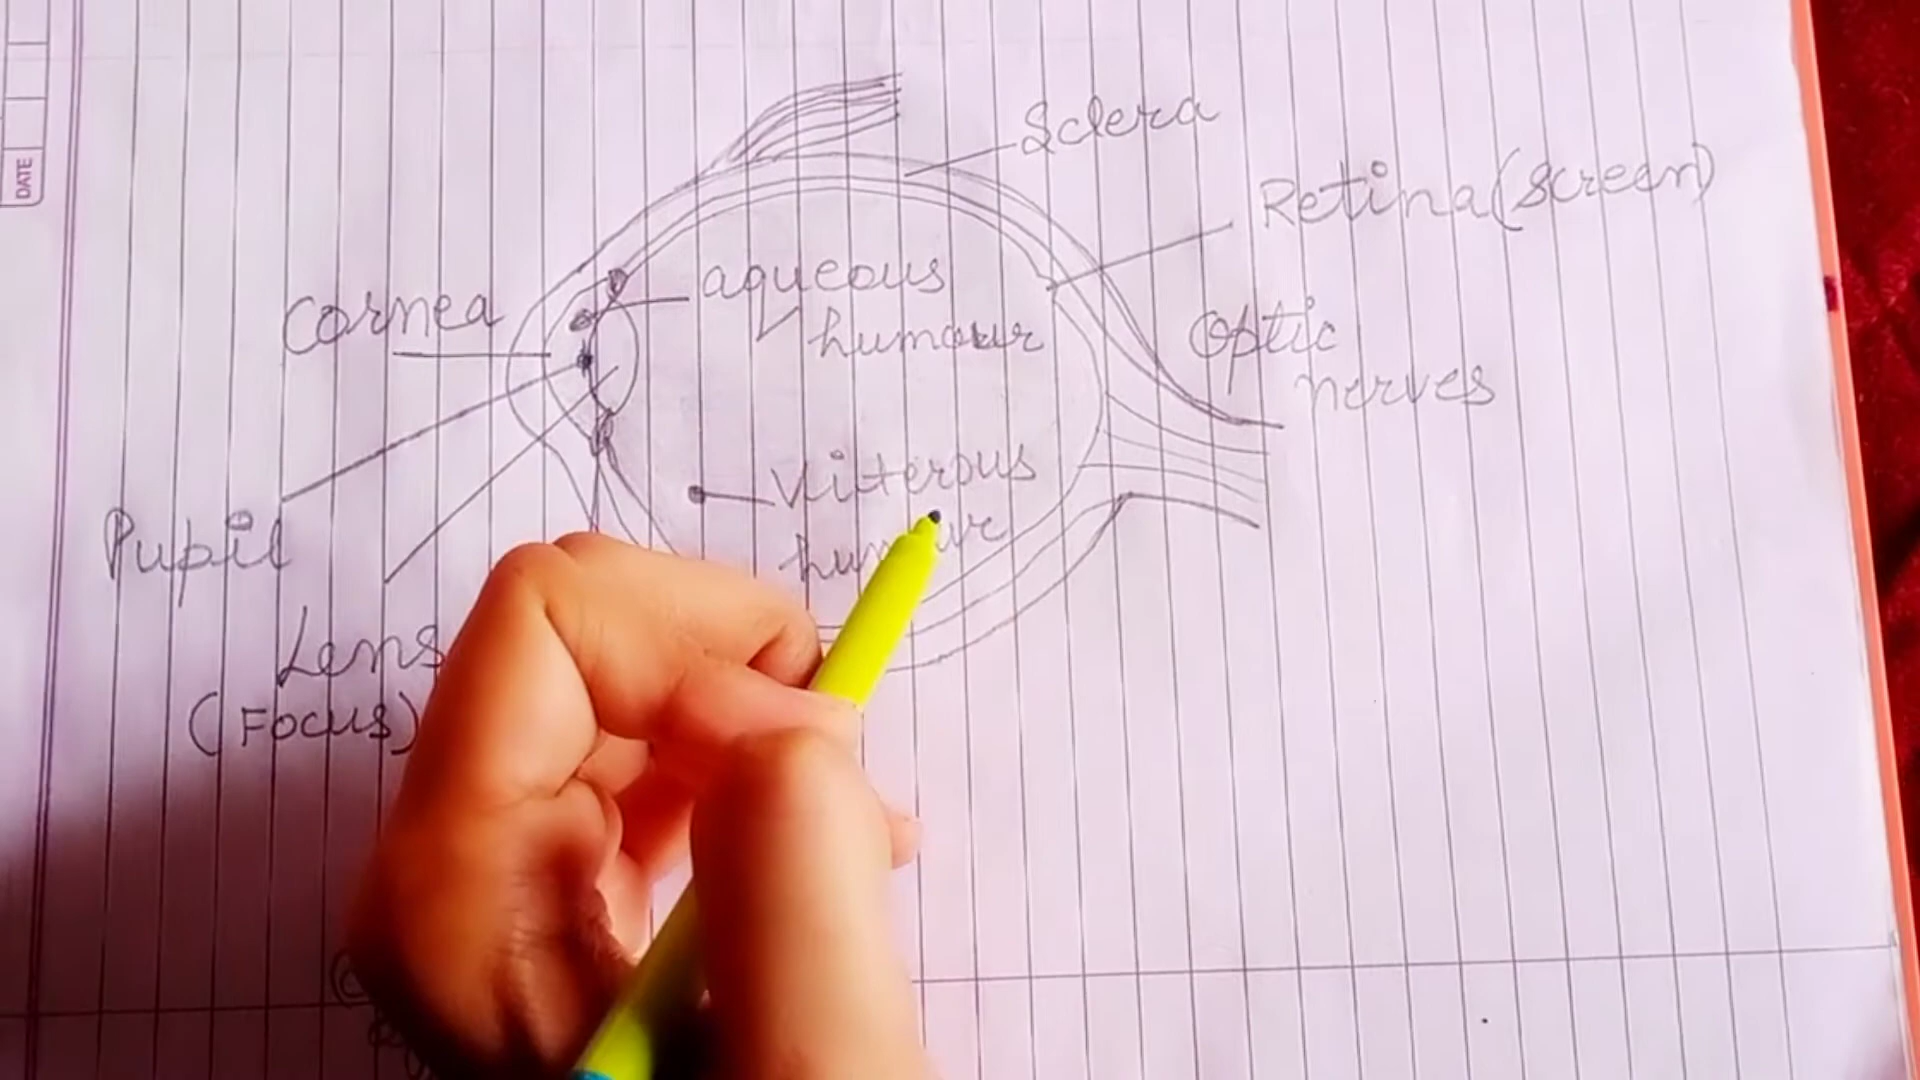 DATE
Sclera
Retina (Screen)
aqueous
humour
Cornea
Optic
nerves
Viterous
Pupil
Lens
(Focus)